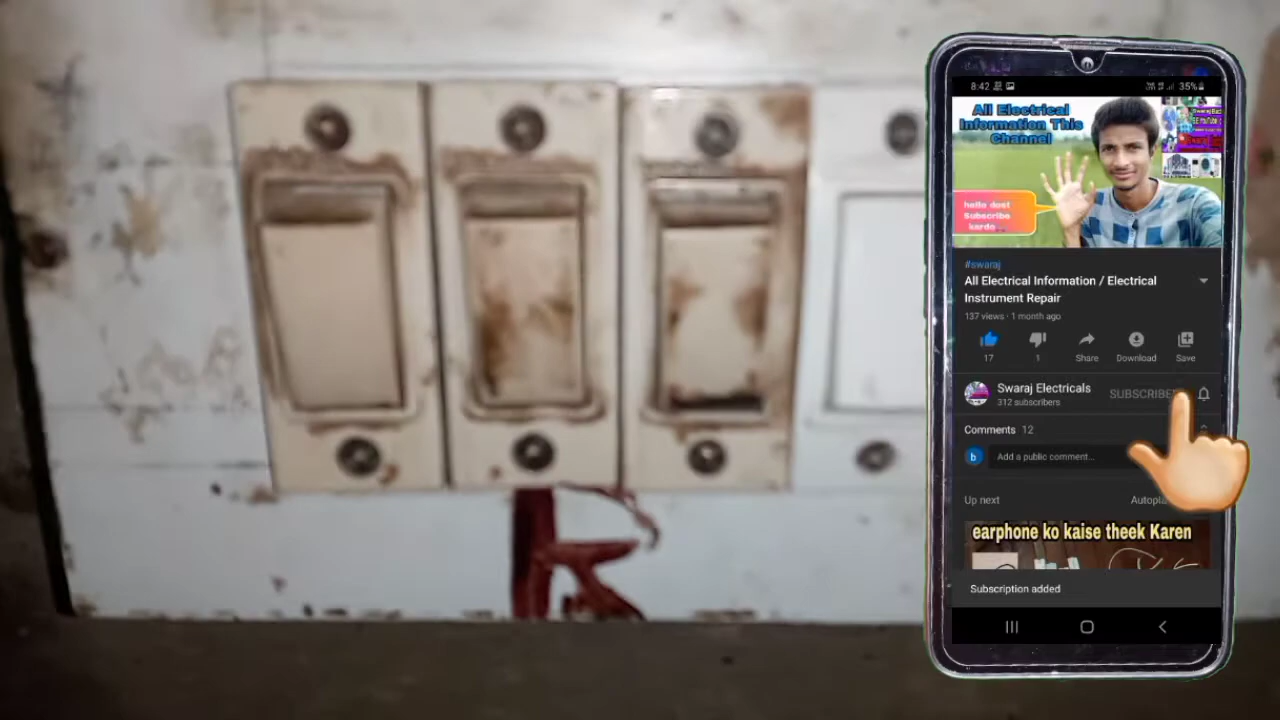 8:42
35%
All Electrical
Information This
Channel
hello dost
Subscribe
kardo
#swaraj
All Electrical Information / Electrical
Instrument Repair
137 views · 1 month ago
17
1
Share
Download
Save
Swaraj Electricals
SUBSCRIBE
312 subscribers
Comments 12
b
Add a public comment...
Up next
earphone ko kaise theek Karen
Subscription added